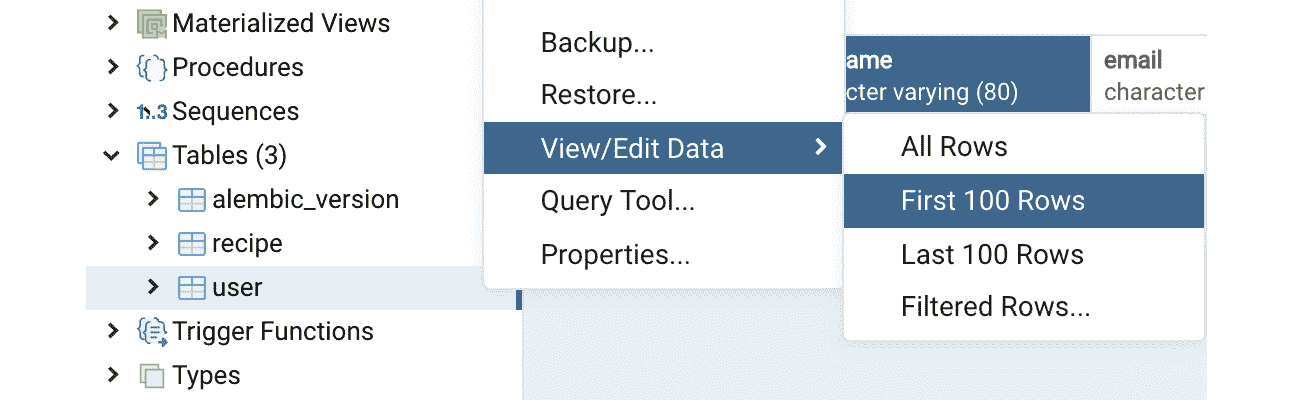 Materialized Views
Procedures
1..3 Sequences
Tables (3)
alembic_version
recipe
user
Trigger Functions
Types
Backup...
Restore...
View/Edit Data
Query Tool...
Properties...
ame
cter varying (80)
email
character
All Rows
First 100 Rows
Last 100 Rows
Filtered Rows...